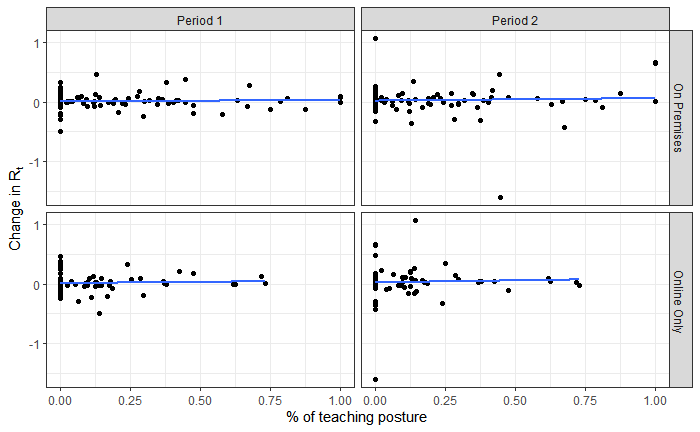 Period 1 Period 2
1
0
-1
On Premises
Change in Rt
1
0
-1
Online Only
0.00 0.25 0.50 0.75 1.00 0.00 0.25 0.50 0.75 1.00
% of teaching posture